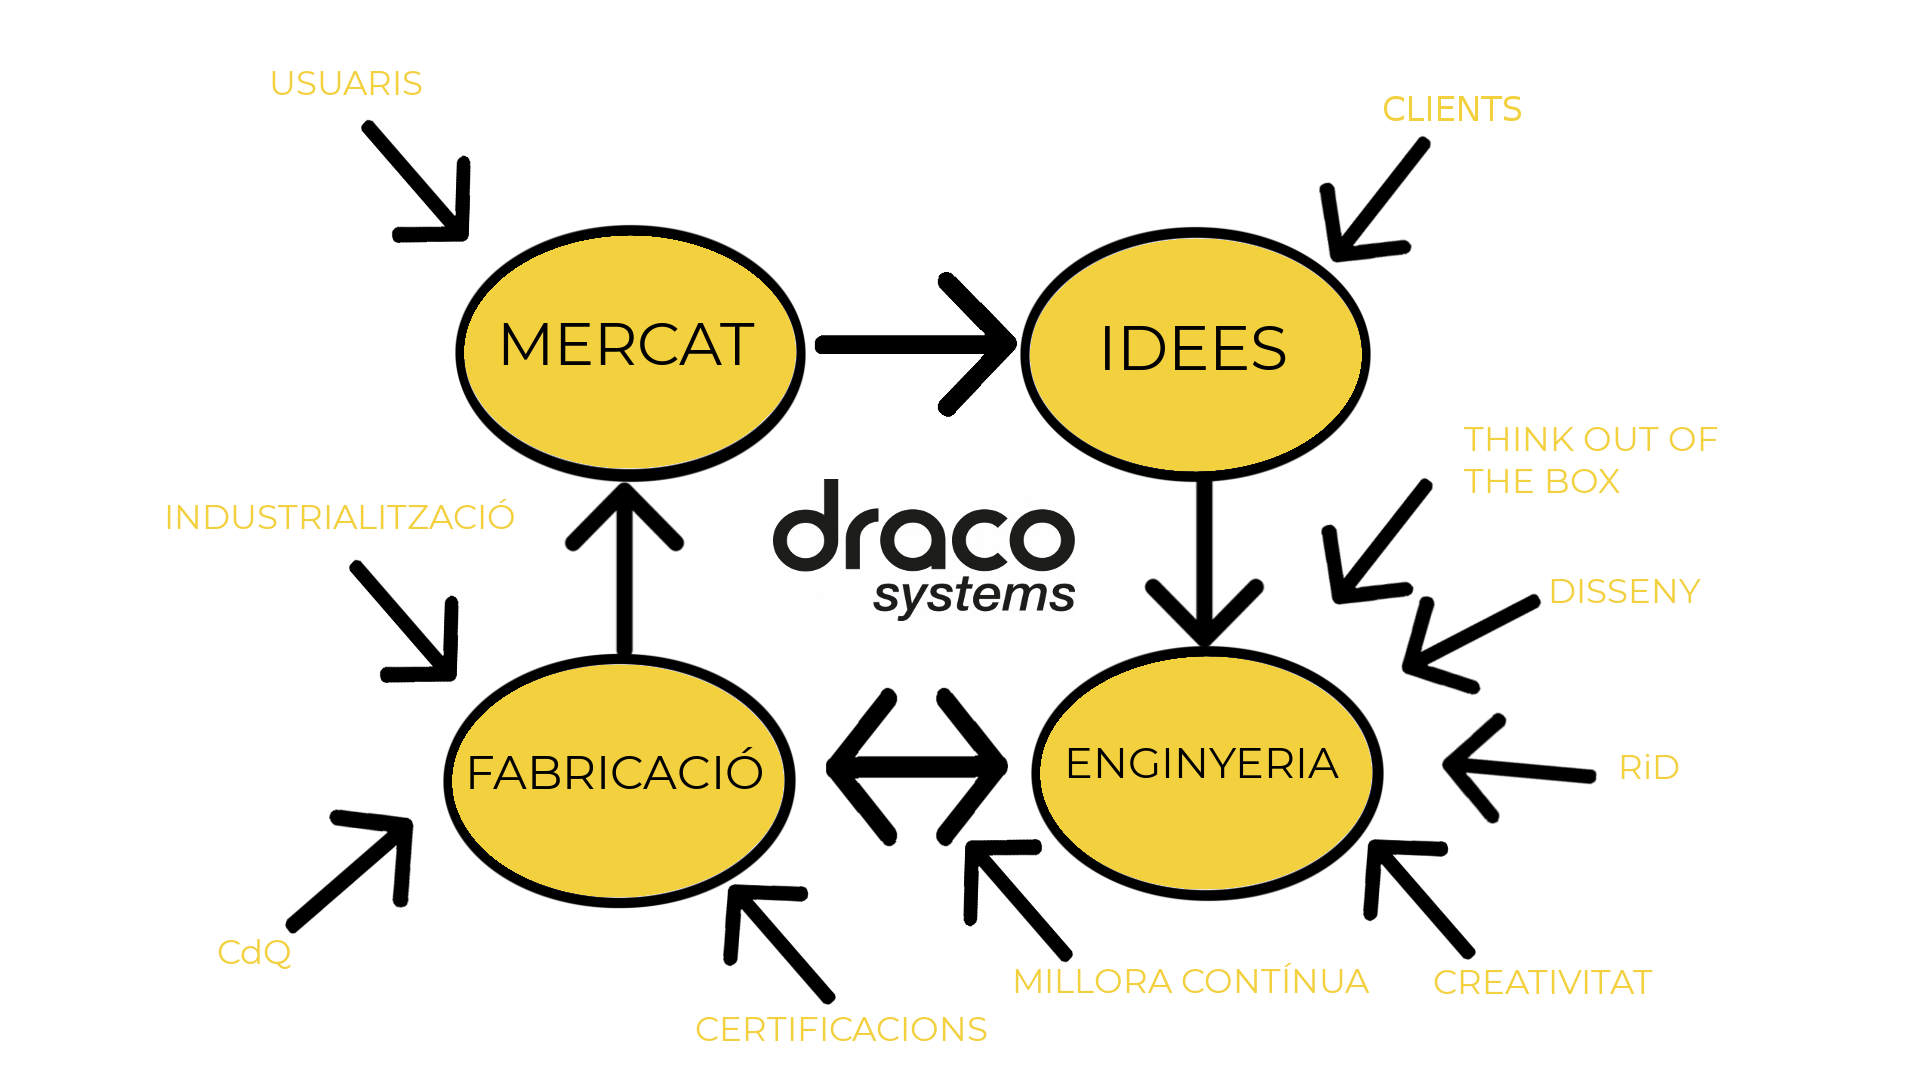 USUARIS
CLIENTS
MERCAT
IDEES
THINK OUT OF
THE BOX
INDUSTRIALITZACIÓ
draco
systems
DISSENY
FABRICACIÓ
ENGINYERIA
RiD
CdQ
MILLORA CONTÍNUA
CREATIVITAT
CERTIFICACIONS